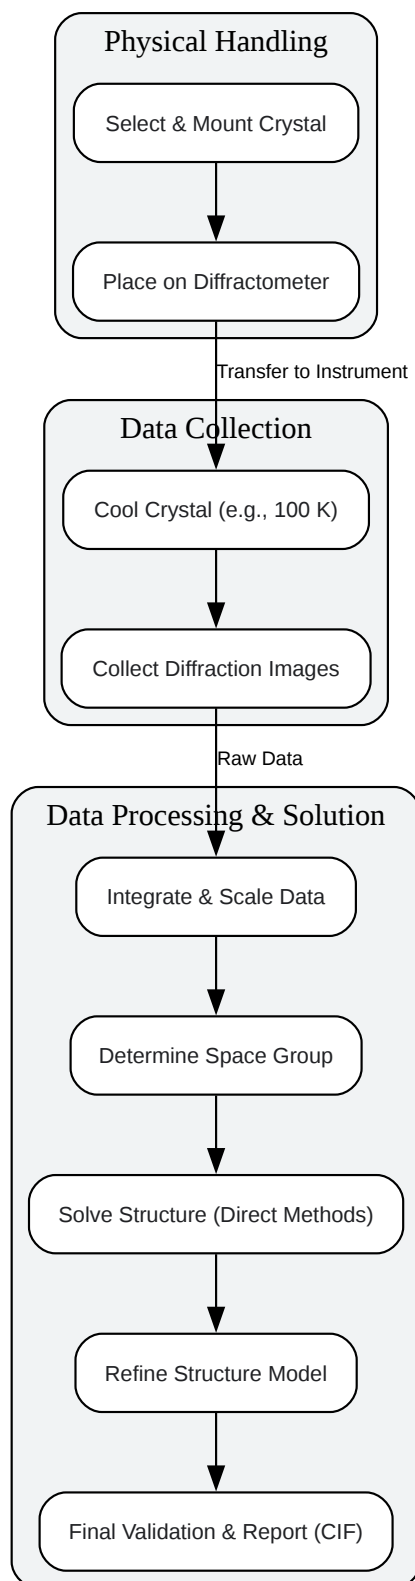 Physical Handling
Select & Mount Crystal
Place on Diffractometer
Transfer to Instrument
Data Collection
Cool Crystal (e.g., 100 K)
Collect Diffraction Images
Raw Data
Data Processing & Solution
Integrate & Scale Data
Determine Space Group
Solve Structure (Direct Methods)
Refine Structure Model
Final Validation & Report (CIF)